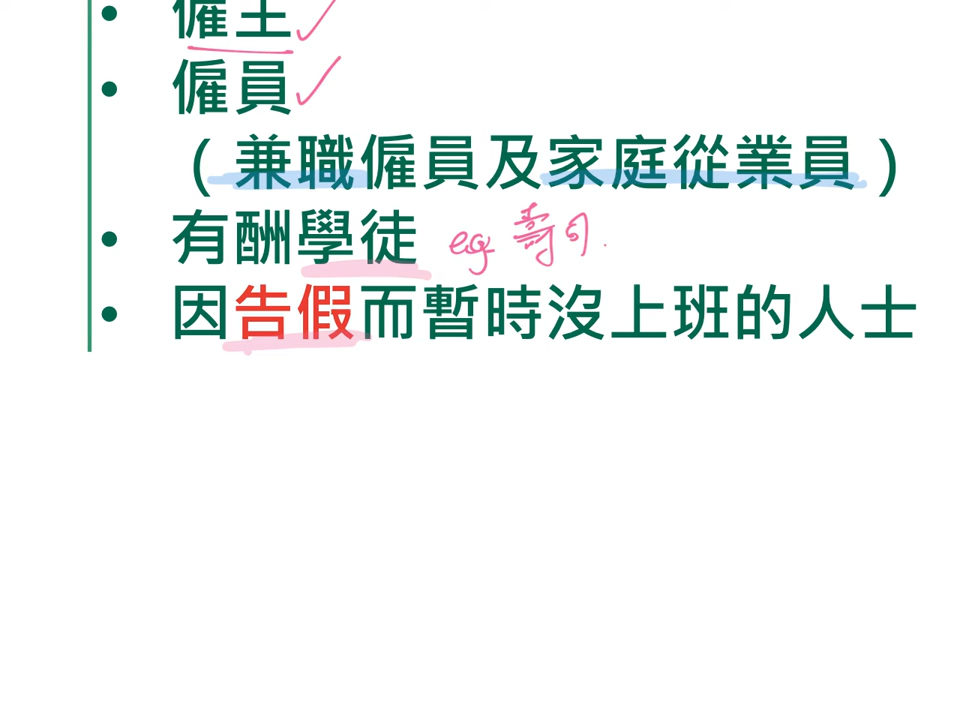 • 僱主✓
• 僱員✓
（兼職僱員及家庭從業員）
• 有酬學徒 eg 壽司.
• 因告假而暫時沒上班的人士